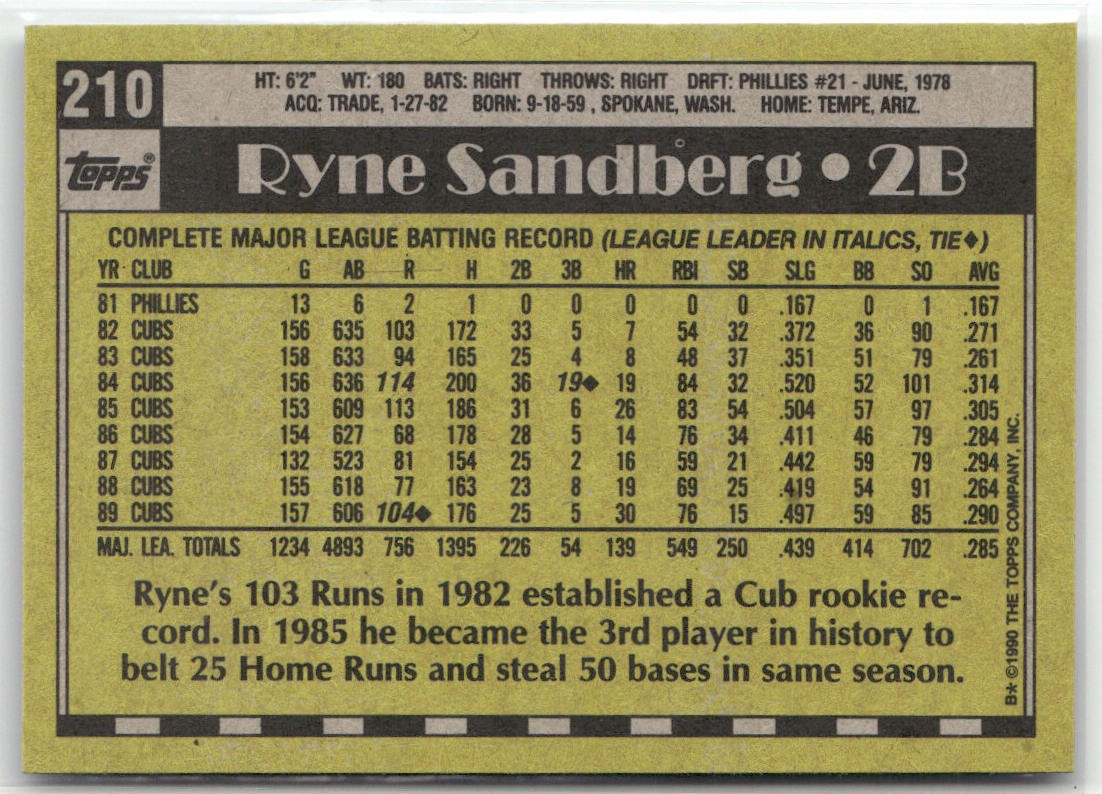 210
HT: 6'2" WT: 180 BATS: RIGHT THROWS: RIGHT DRFT: PHILLIES #21 - JUNE, 1978
ACQ: TRADE, 1-27-82 BORN: 9-18-59 , SPOKANE, WASH. HOME: TEMPE, ARIZ.
TOPPS®
Ryne Sandberg • 2B
COMPLETE MAJOR LEAGUE BATTING RECORD (LEAGUE LEADER IN ITALICS, TIE◆)
YR CLUB G AB R H 2B 3B HR RBI SB SLG BB SO AVG
81 PHILLIES 13 6 2 1 0 0 0 0 0 .167 0 1 .167
82 CUBS 156 635 103 172 33 5 7 54 32 .372 36 90 .271
83 CUBS 158 633 94 165 25 4 8 48 37 .351 51 79 .261
84 CUBS 156 636 114 200 36 19◆ 19 84 32 .520 52 101 .314
85 CUBS 153 609 113 186 31 6 26 83 54 .504 57 97 .305
86 CUBS 154 627 68 178 28 5 14 76 34 .411 46 79 .284
87 CUBS 132 523 81 154 25 2 16 59 21 .442 59 79 .294
88 CUBS 155 618 77 163 23 8 19 69 25 .419 54 91 .264
89 CUBS 157 606 104◆ 176 25 5 30 76 15 .497 59 85 .290
MAJ. LEA. TOTALS 1234 4893 756 1395 226 54 139 549 250 .439 414 702 .285
Ryne's 103 Runs in 1982 established a Cub rookie re-
cord. In 1985 he became the 3rd player in history to
belt 25 Home Runs and steal 50 bases in same season.
B* ©1990 THE TOPPS COMPANY, INC.